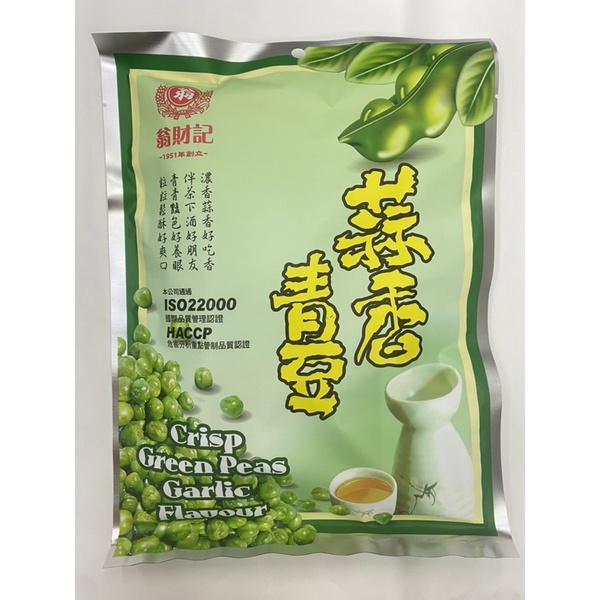 翁
翁財記
-1951年創立-
濃香蒜香好吃香
伴茶下酒好朋友
青青豆色好養眼
粒粒鬆酥好爽口
蒜香
青豆
本公司通過
ISO22000
國際品質管理認證
HACCP
危害分析重點管制品質認證
Crisp
Green Peas
Garlic
Flavour